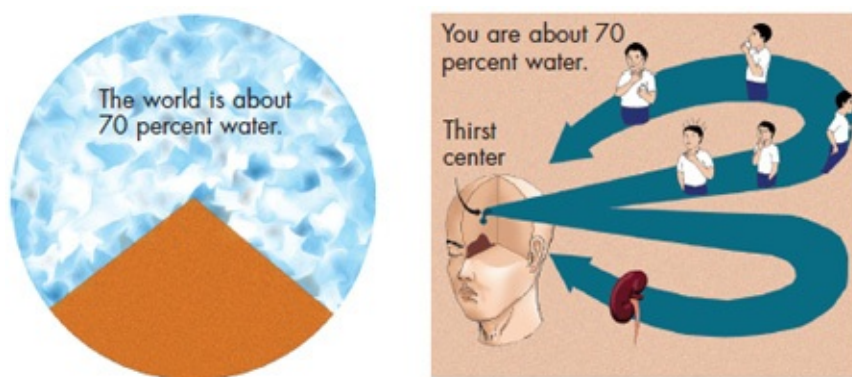 The world is about
70 percent water.
You are about 70
percent water.
Thirst
center